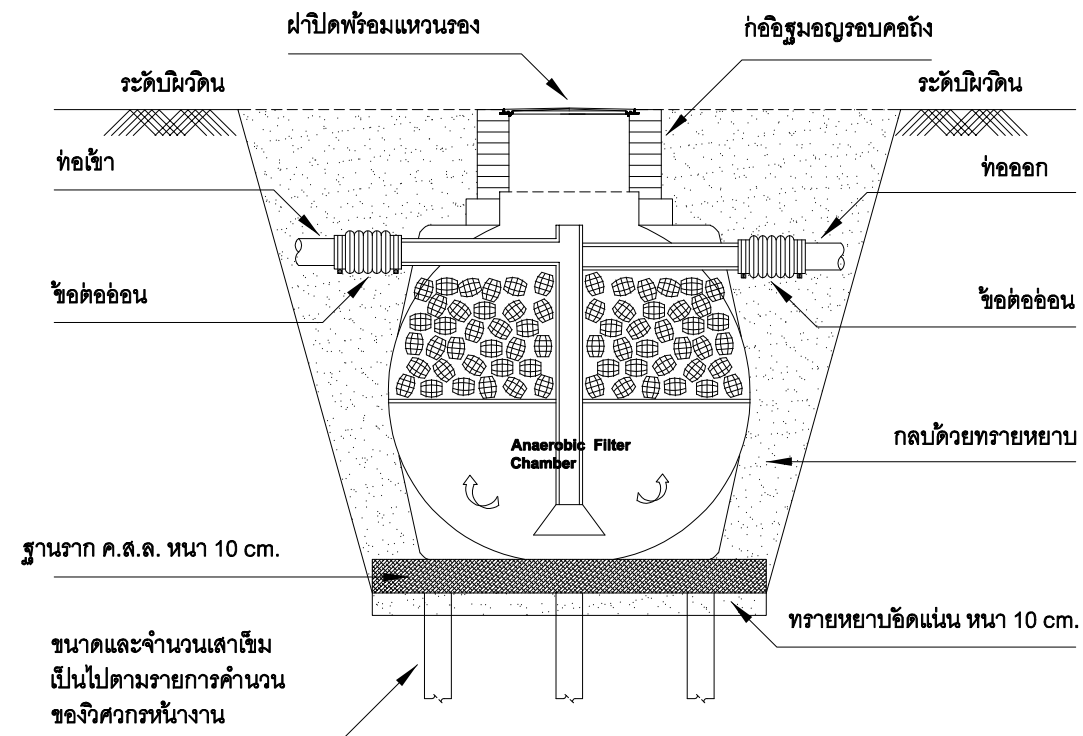 ฝาปิดพร้อมแหวนรอง
ก่ออิฐมอญรอบคอถัง
ระดับผิวดิน
ระดับผิวดิน
ท่อเข้า
ท่อออก
ข้อต่ออ่อน
ข้อต่ออ่อน
กลบด้วยทรายหยาบ
Anaerobic Filter
Chamber
ฐานราก ค.ส.ล. หนา 10 cm.
ทรายหยาบอัดแน่น หนา 10 cm.
ขนาดและจำนวนเสาเข็ม
เป็นไปตามรายการคำนวน
ของวิศวกรหน้างาน